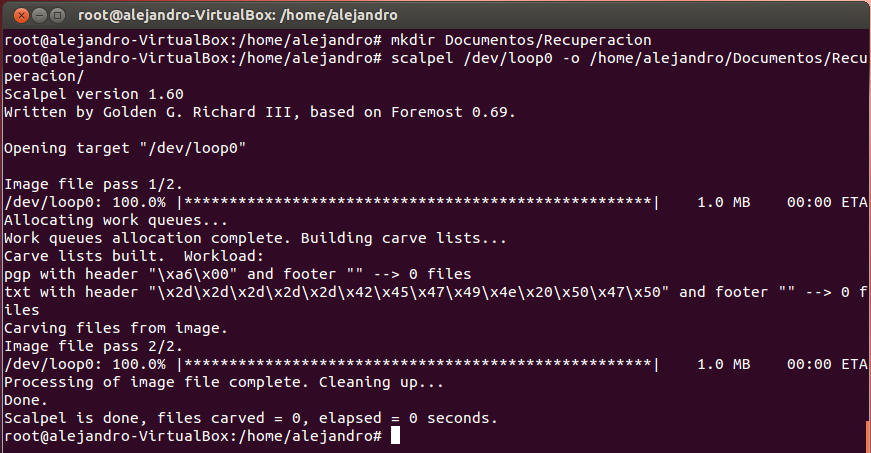 root@alejandro-VirtualBox: /home/alejandro
root@alejandro-VirtualBox:/home/alejandro# mkdir Documentos/Recuperacion
root@alejandro-VirtualBox:/home/alejandro# scalpel /dev/loop0 -o /home/alejandro/Documentos/Recu
peracion/
Scalpel version 1.60
Written by Golden G. Richard III, based on Foremost 0.69.
Opening target "/dev/loop0"
Image file pass 1/2.
/dev/loop0: 100.0% |****************************************************| 1.0 MB 00:00 ETA
Allocating work queues...
Work queues allocation complete. Building carve lists...
Carve lists built. Workload:
pgp with header "\xa6\x00" and footer "" --> 0 files
txt with header "\x2d\x2d\x2d\x2d\x2d\x42\x45\x47\x49\x4e\x20\x50\x47\x50" and footer "" --> 0 f
iles
Carving files from image.
Image file pass 2/2.
/dev/loop0: 100.0% |****************************************************| 1.0 MB 00:00 ETA
Processing of image file complete. Cleaning up...
Done.
Scalpel is done, files carved = 0, elapsed = 0 seconds.
root@alejandro-VirtualBox:/home/alejandro#